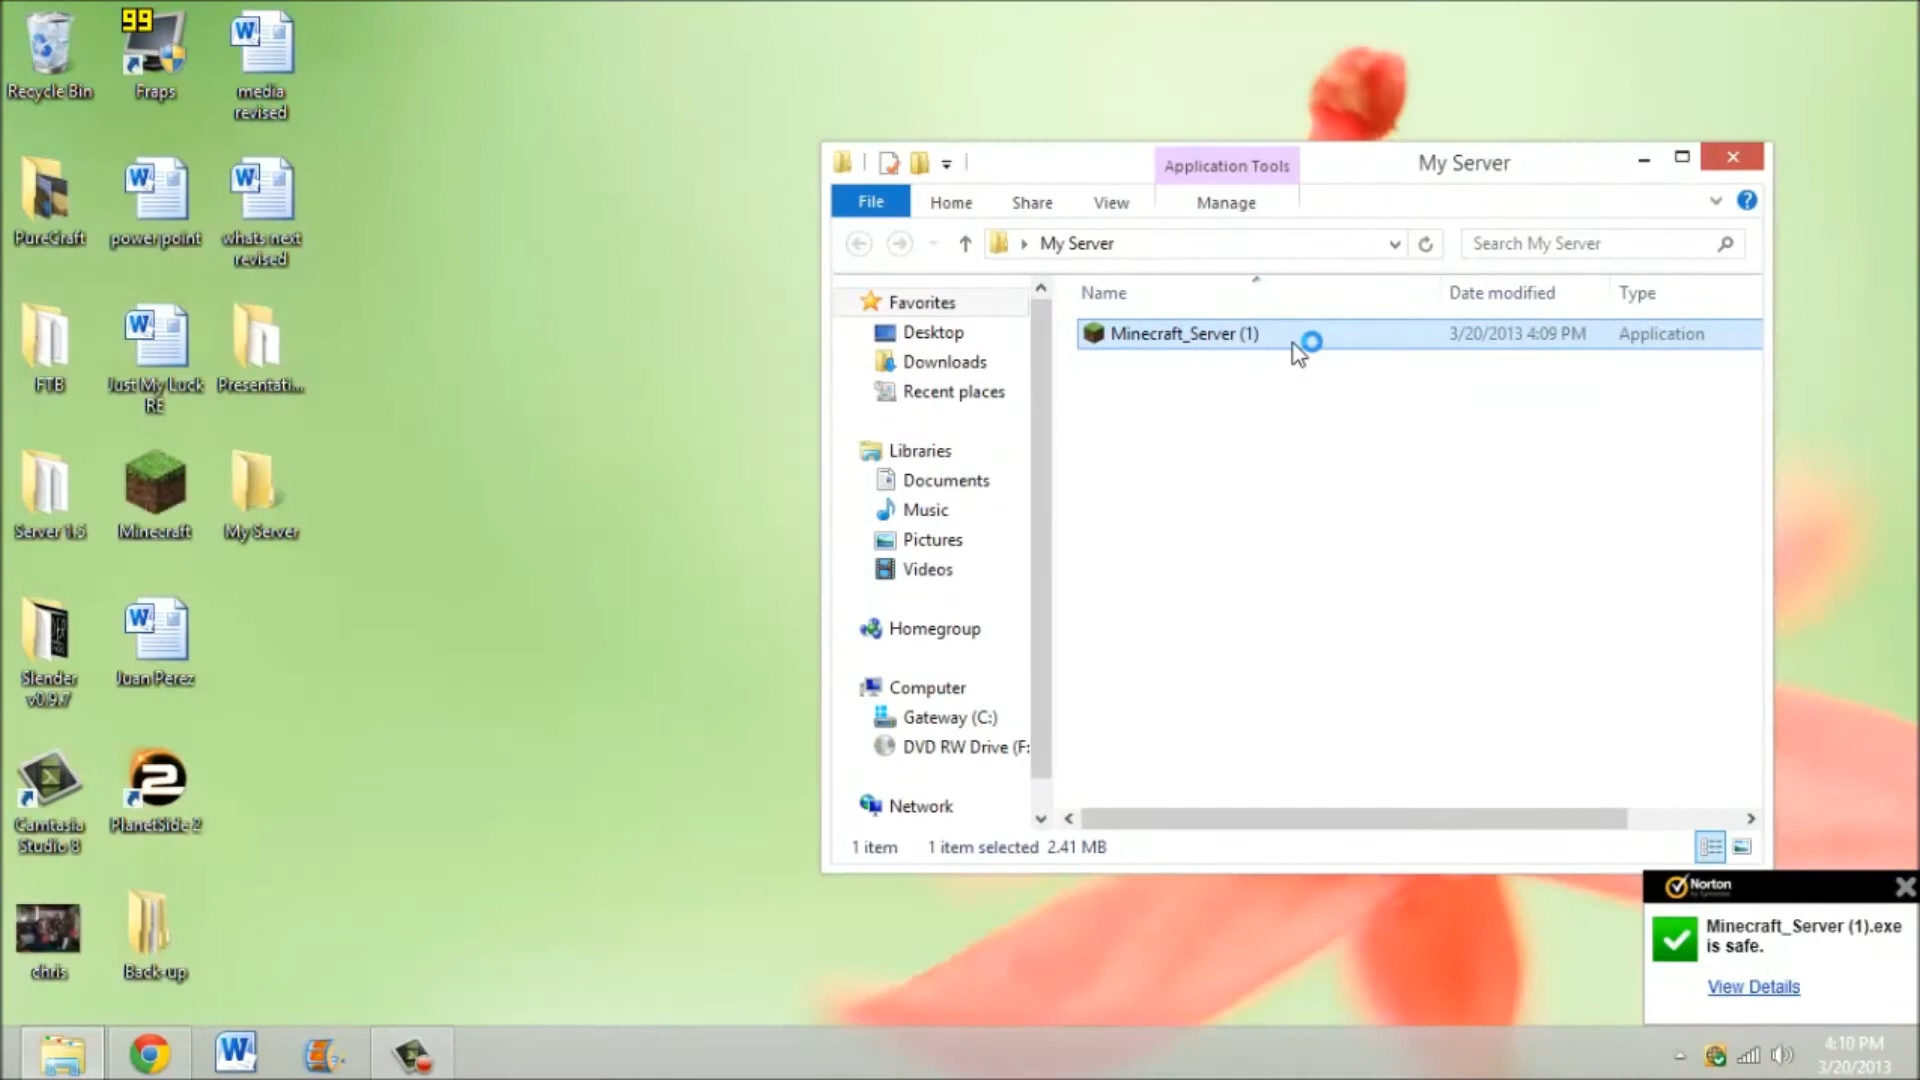 99
Recycle Bin
Fraps
media
revised
PureCraft
power point
whats next
revised
FTB
Just My Luck
RE
Presentati...
Server 1.5
Minecraft
My Server
Slender
v0.9.7
Juan Perez
Camtasia
Studio 8
PlanetSide 2
chris
Back-up
Application Tools
My Server
File
Home
Share
View
Manage
My Server
Search My Server
Name
Date modified
Type
Minecraft_Server (1)
3/20/2013 4:09 PM
Application
Favorites
Desktop
Downloads
Recent places
Libraries
Documents
Music
Pictures
Videos
Homegroup
Computer
Gateway (C:)
DVD RW Drive (F:
Network
1 item
1 item selected 2.41 MB
Norton
Minecraft_Server (1).exe
is safe.
View Details
4:10 PM
3/20/2013